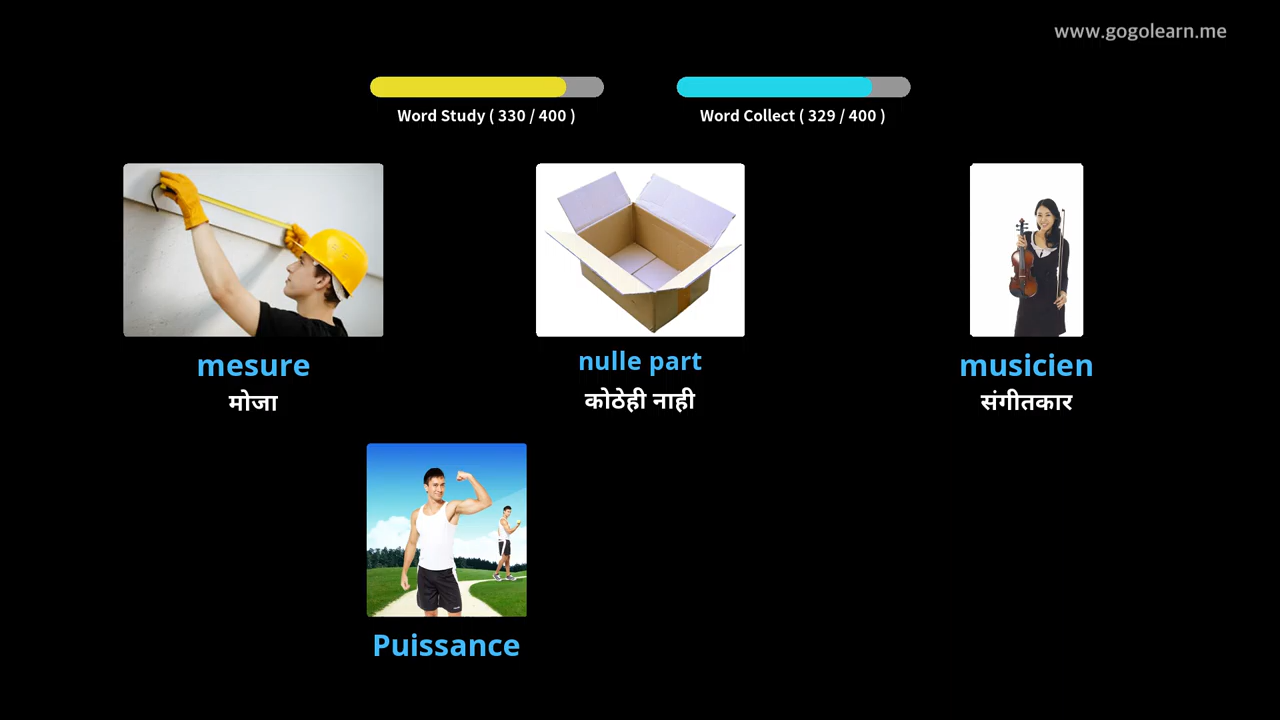 www.gogolearn.me
Word Study ( 330 / 400 )
Word Collect ( 329 / 400 )
mesure
nulle part
musicien
मोजा
कोठेही नाही
संगीतकार
Puissance